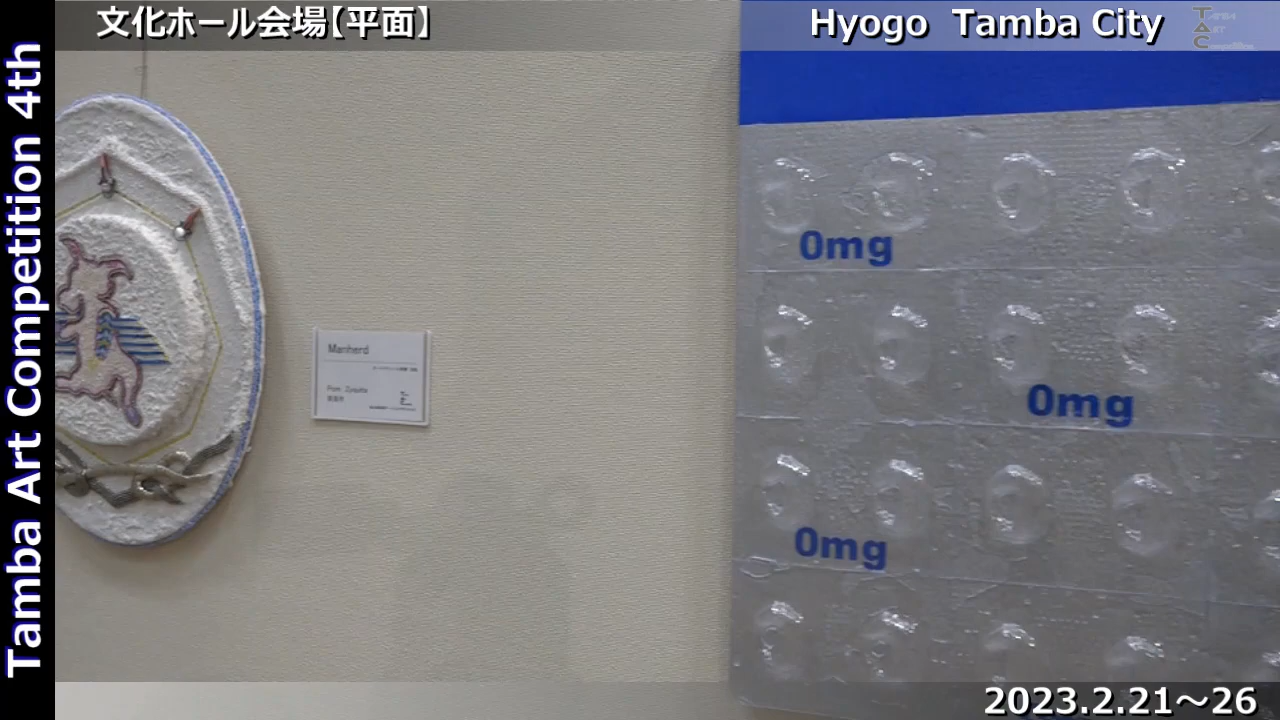 文化ホール会場【平面】
Hyogo Tamba City
Tamba Art Competition 4th
Manherd
0mg
0mg
0mg
2023.2.21～26